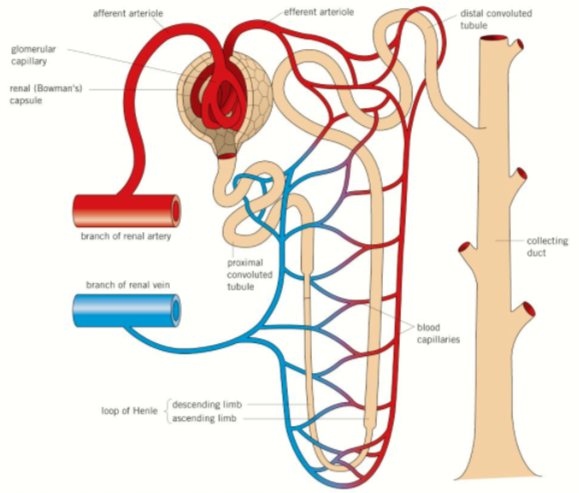 afferent arteriole
efferent arteriole
distal convoluted
tubule
glomerular
capillary
renal (Bowman's)
capsule
branch of renal artery
proximal
convoluted
tubule
collecting
duct
branch of renal vein
blood
capillaries
loop of Henle
descending limb
ascending limb